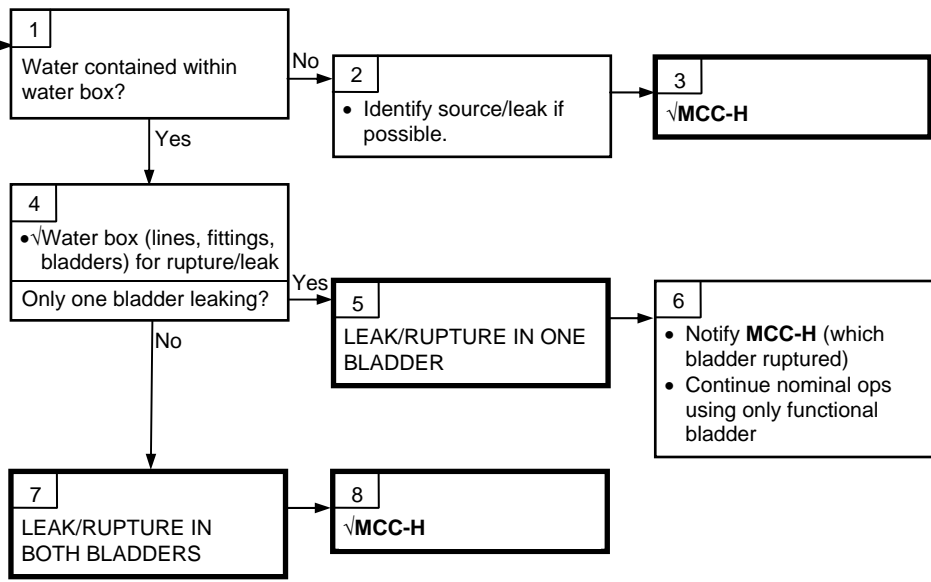 1
Water contained within
water box?
No
2
• Identify source/leak if
possible.
3
√MCC-H
Yes
4
•√Water box (lines, fittings,
bladders) for rupture/leak
Only one bladder leaking?
Yes
5
LEAK/RUPTURE IN ONE
BLADDER
6
• Notify MCC-H (which
bladder ruptured)
• Continue nominal ops
using only functional
bladder
No
7
LEAK/RUPTURE IN
BOTH BLADDERS
8
√MCC-H